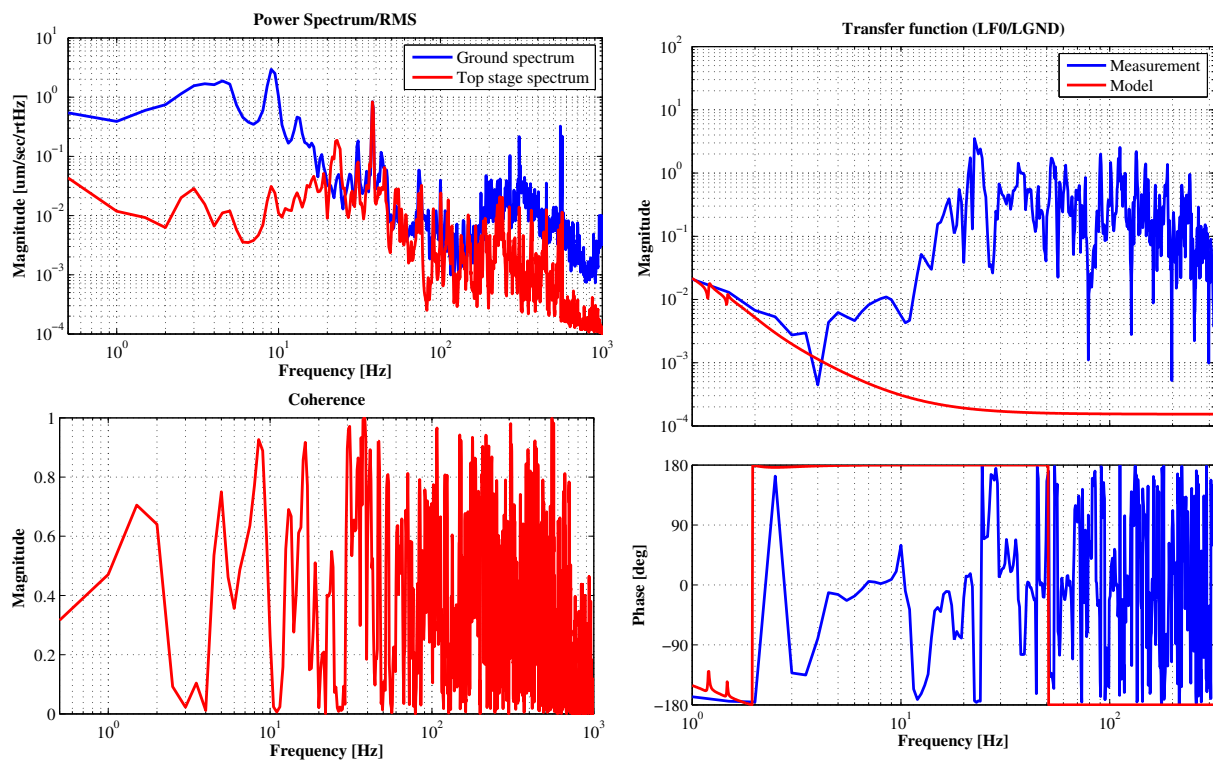 Power Spectrum/RMS
Ground spectrum
Top stage spectrum
Magnitude [um/sec/rtHz]
10^1
10^0
10^-1
10^-2
10^-3
10^-4
10^0 10^1 10^2 10^3
Frequency [Hz]
Coherence
Magnitude
1
0.8
0.6
0.4
0.2
0
10^0 10^1 10^2 10^3
Frequency [Hz]
Transfer function (LF0/LGND)
Measurement
Model
Magnitude
10^2
10^1
10^0
10^-1
10^-2
10^-3
10^-4
Phase [deg]
180
90
0
−90
−180
10^0 10^1 10^2
Frequency [Hz]